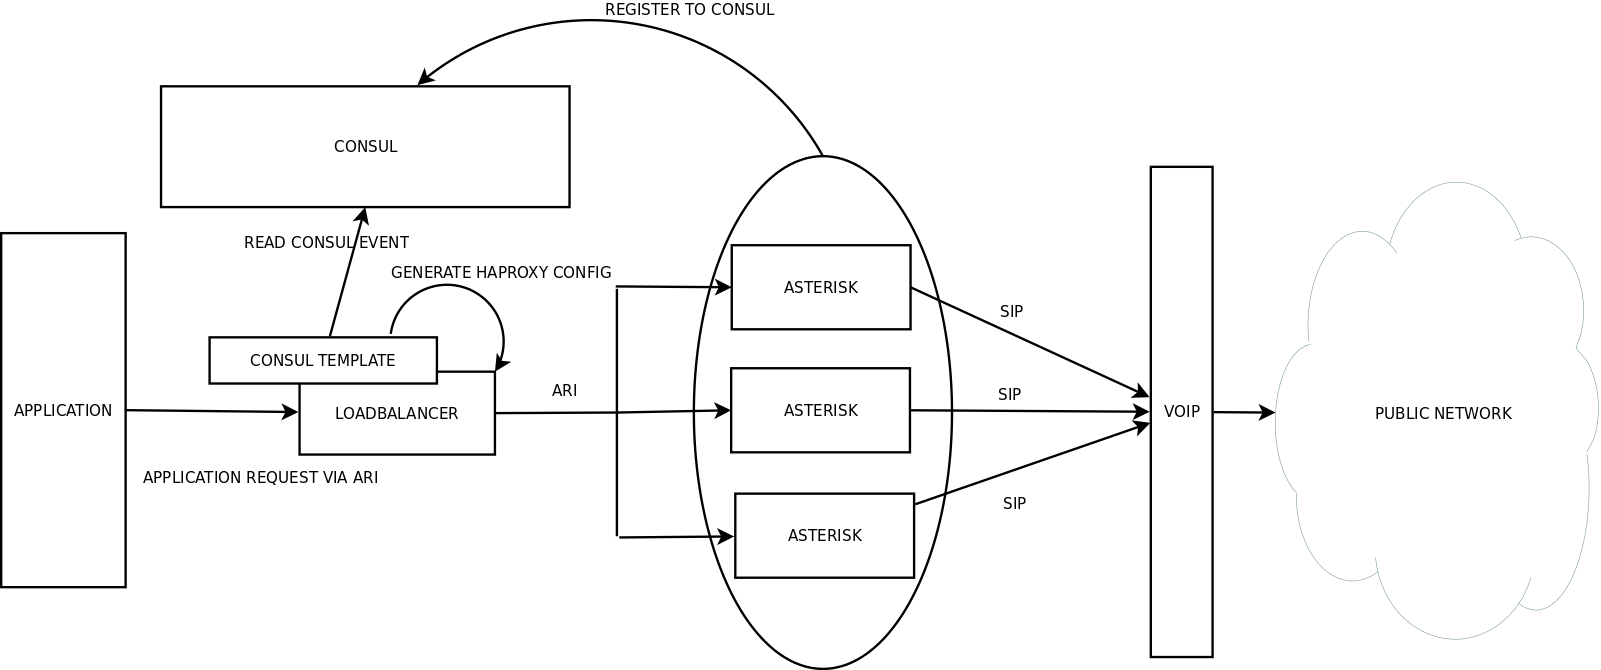 REGISTER TO CONSUL
CONSUL
READ CONSUL EVENT
GENERATE HAPROXY CONFIG
ASTERISK
SIP
CONSUL TEMPLATE
ARI
SIP
APPLICATION
LOADBALANCER
ASTERISK
VOIP
PUBLIC NETWORK
APPLICATION REQUEST VIA ARI
SIP
ASTERISK